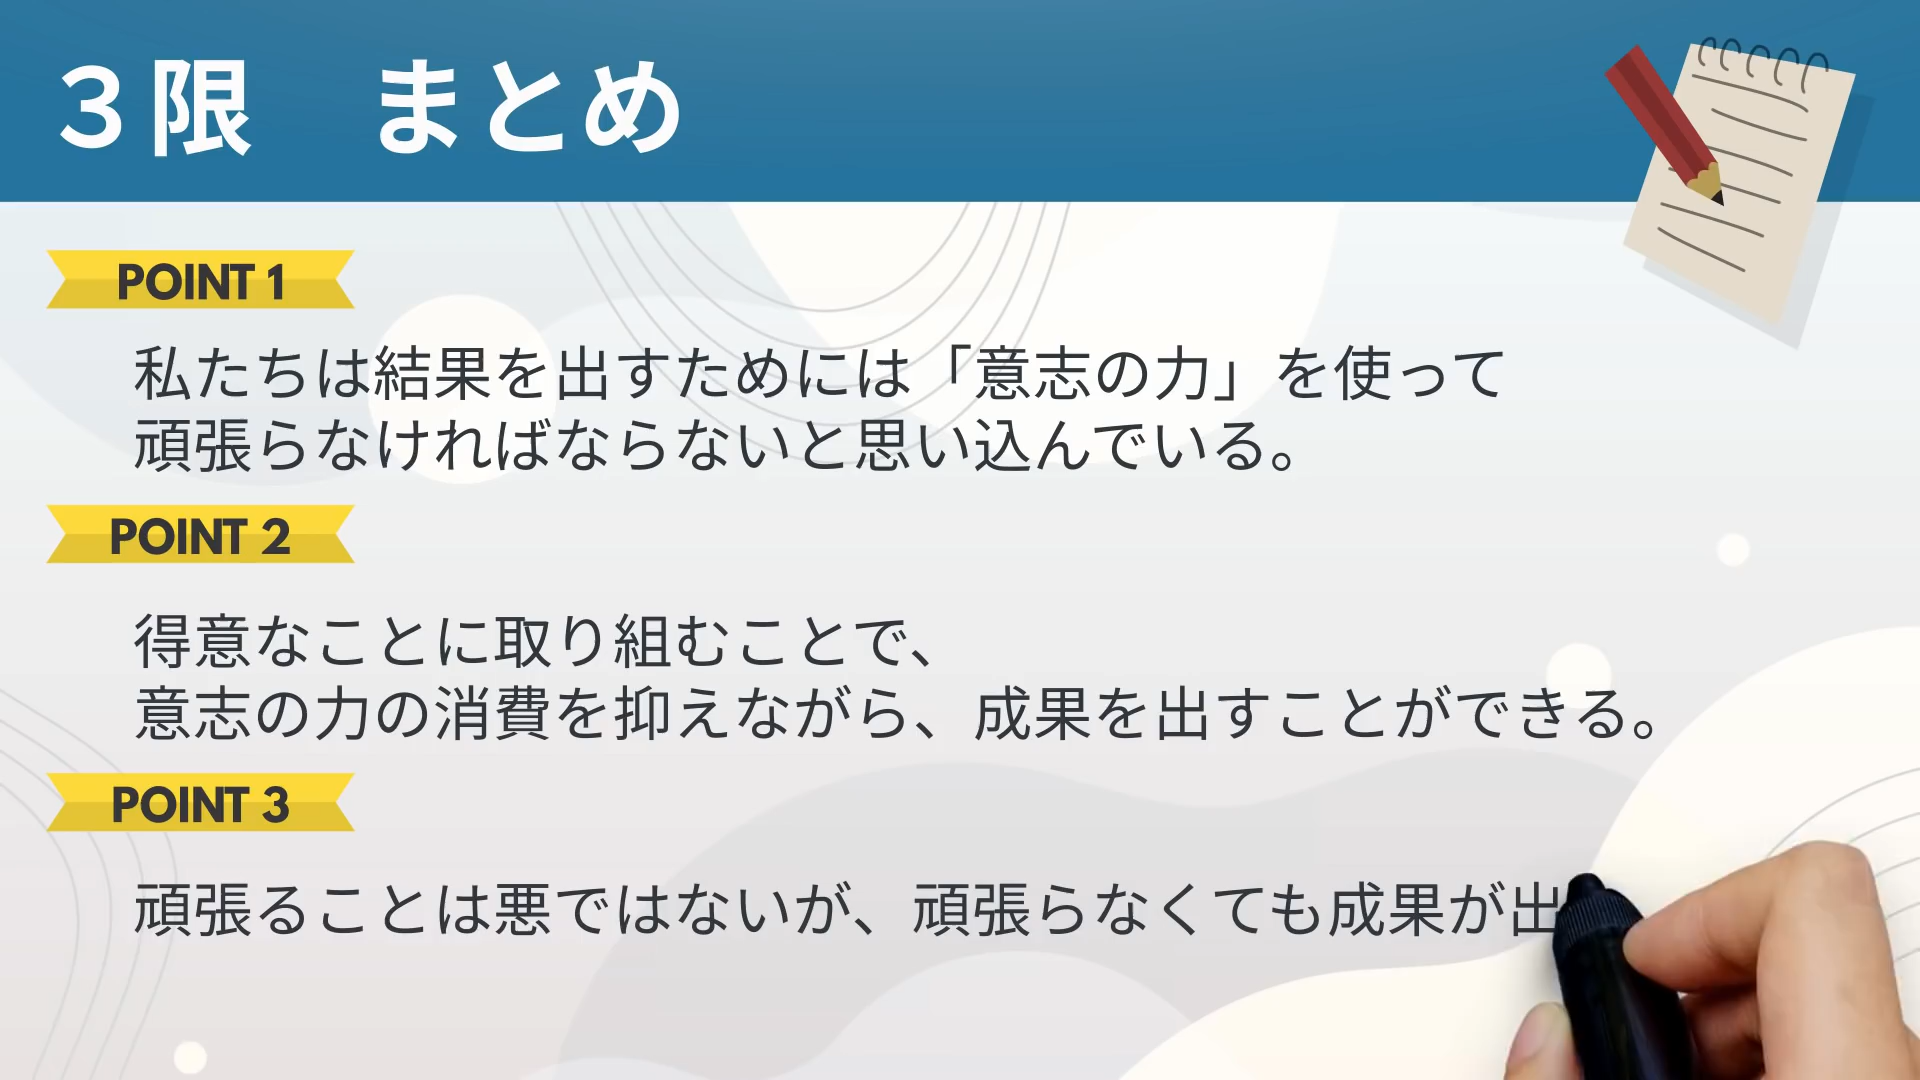 ３限　まとめ
POINT 1
私たちは結果を出すためには「意志の力」を使って
頑張らなければならないと思い込んでいる。
POINT 2
得意なことに取り組むことで、
意志の力の消費を抑えながら、成果を出すことができる。
POINT 3
頑張ることは悪ではないが、頑張らなくても成果が出